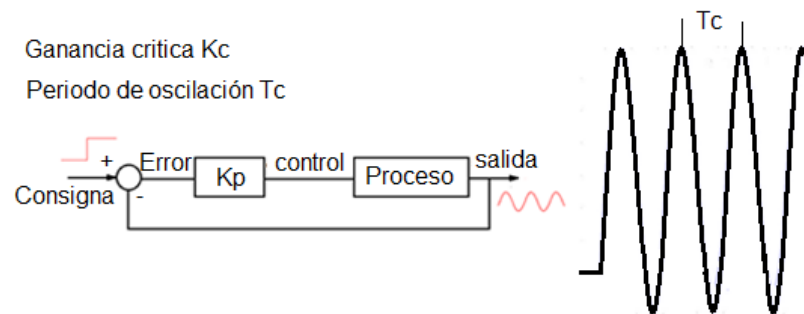 Ganancia critica Kc
Periodo de oscilación Tc
Tc
+
Error
Kp
control
Proceso
salida
Consigna
-